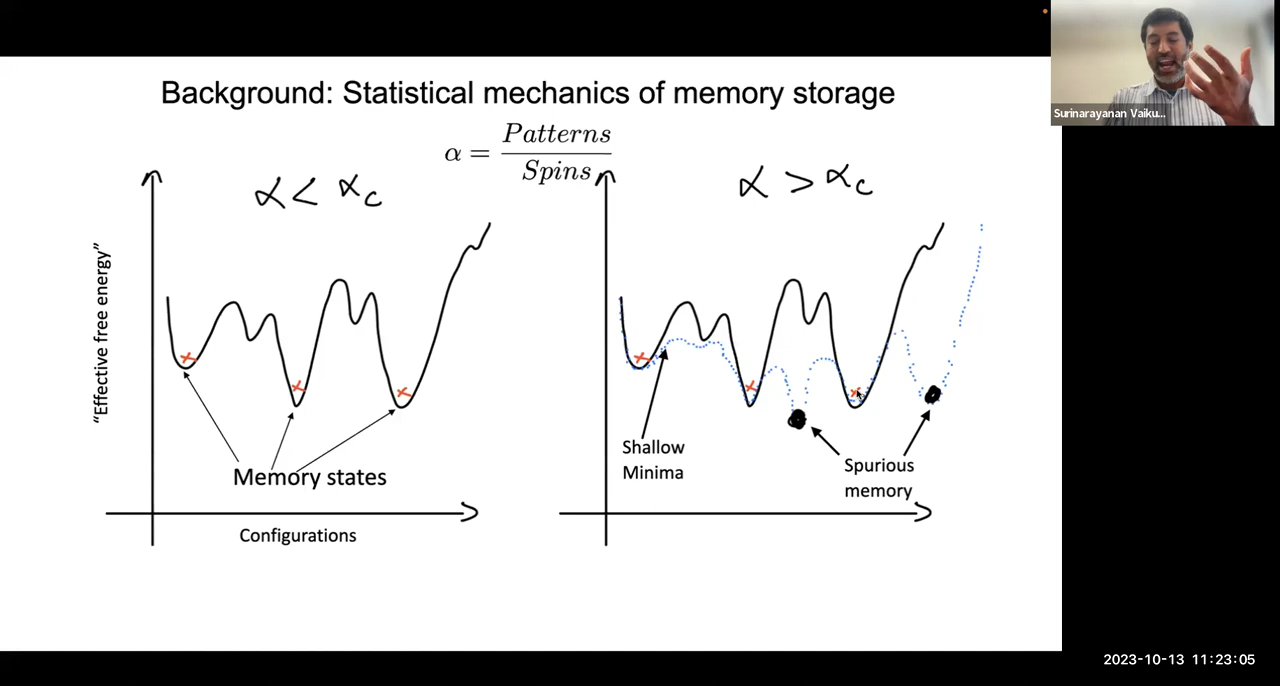 Surinarayanan Vaiku...
Background: Statistical mechanics of memory storage
α = Patterns
Spins
α < αc
α > αc
"Effective free energy"
Memory states
Configurations
Shallow
Minima
Spurious
memory
2023-10-13 11:23:05